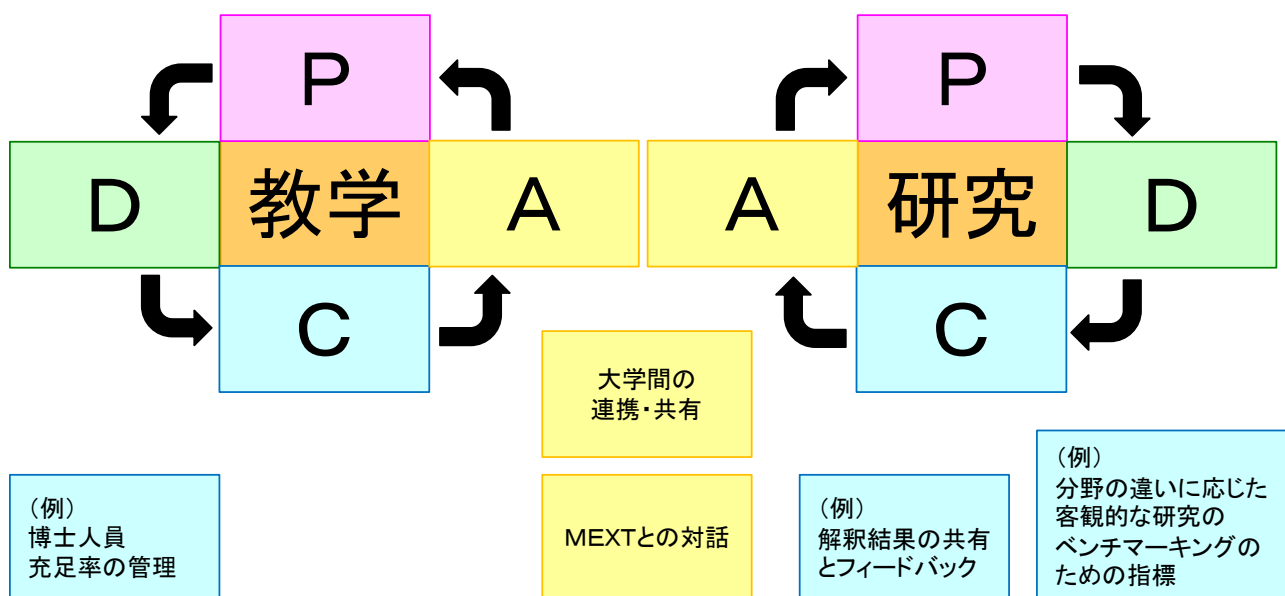 P
D
教学
A
C
P
A
研究
D
C
大学間の
連携・共有
MEXTとの対話
（例）
博士人員
充足率の管理
（例）
解釈結果の共有
とフィードバック
（例）
分野の違いに応じた
客観的な研究の
ベンチマーキングの
ための指標